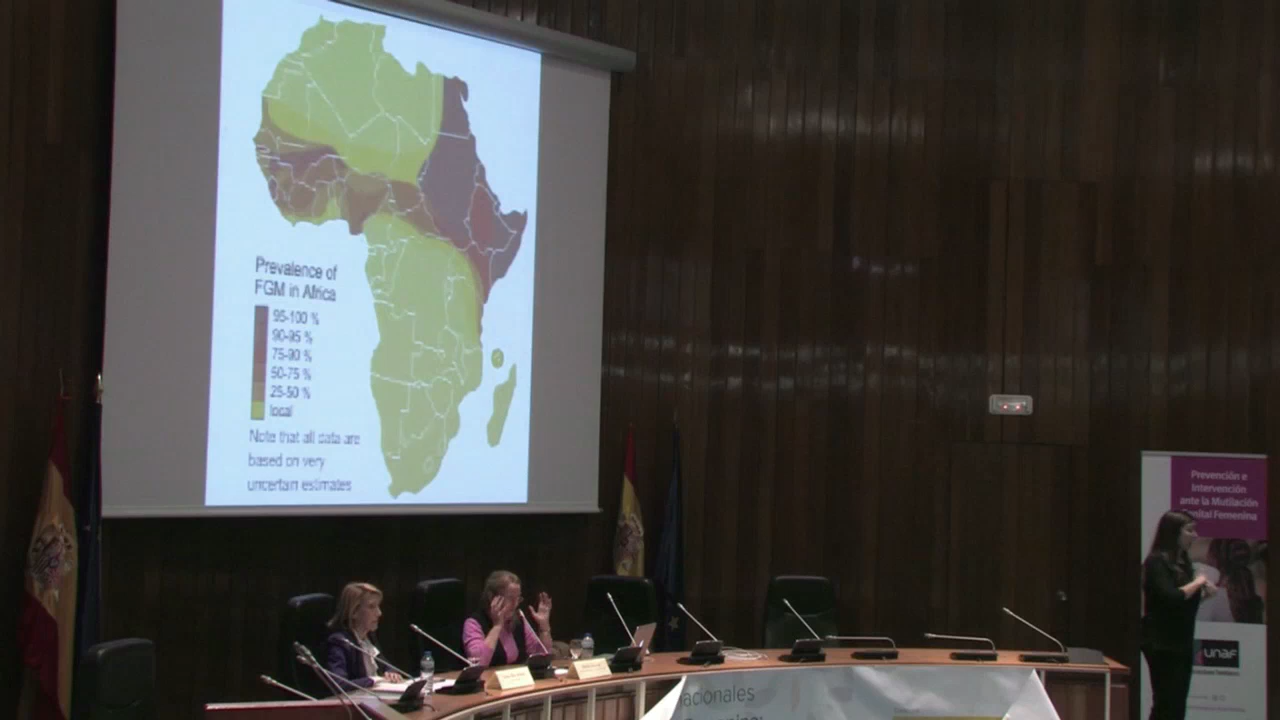 Prevalence of
FGM in Africa
95-100 %
90-95 %
75-90 %
50-75 %
25-50 %
local
Note that all data are
based on very
uncertain estimates
Prevención e
Intervención
ante la Mutilación
Genital Femenina
unaf
nacionales